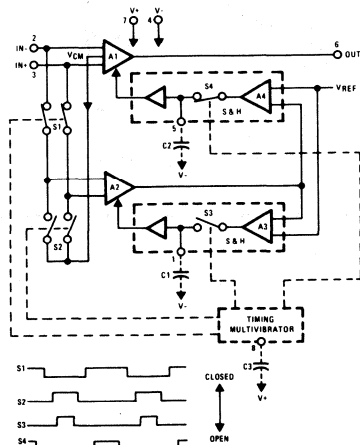 V+
V-
7
4
2
IN-
IN+
3
VCM
A1
6
OUT
S4
A4
VREF
S & H
S1
5
C2
V-
A2
S3
A3
S & H
S2
1
C1
V-
TIMING
MULTIVIBRATOR
8
C3
V+
S1
CLOSED
S2
S3
S4
OPEN